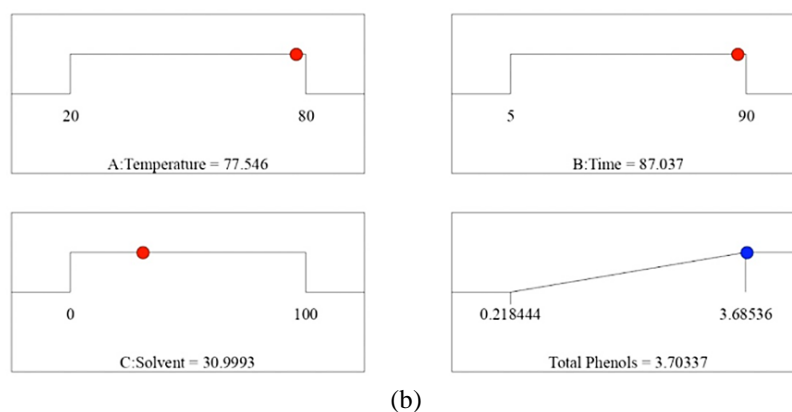 20 80
A:Temperature = 77.546
5 90
B:Time = 87.037
0 100
C:Solvent = 30.9993
0.218444 3.68536
Total Phenols = 3.70337
(b)